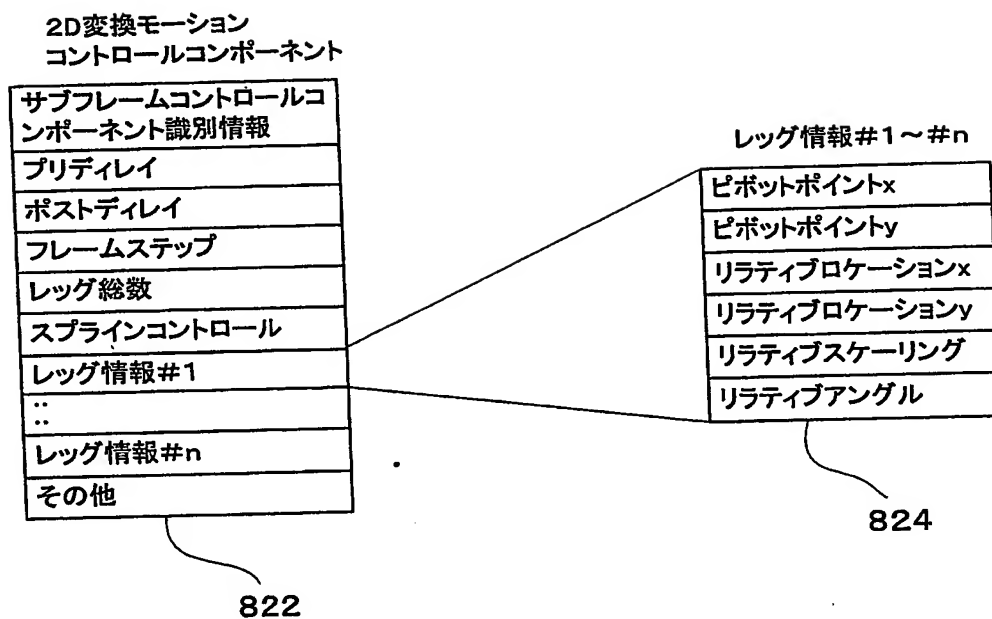 2D変換モーション
コントロールコンポーネント
サブフレームコントロールコ
ンポーネント識別情報
プリディレイ
ポストディレイ
フレームステップ
レッグ総数
スプラインコントロール
レッグ情報#1
::
レッグ情報#n
その他
822
レッグ情報#1~#n
ピボットポイントx
ピボットポイントy
リラティブロケーションx
リラティブロケーションy
リラティブスケーリング
リラティブアングル
824